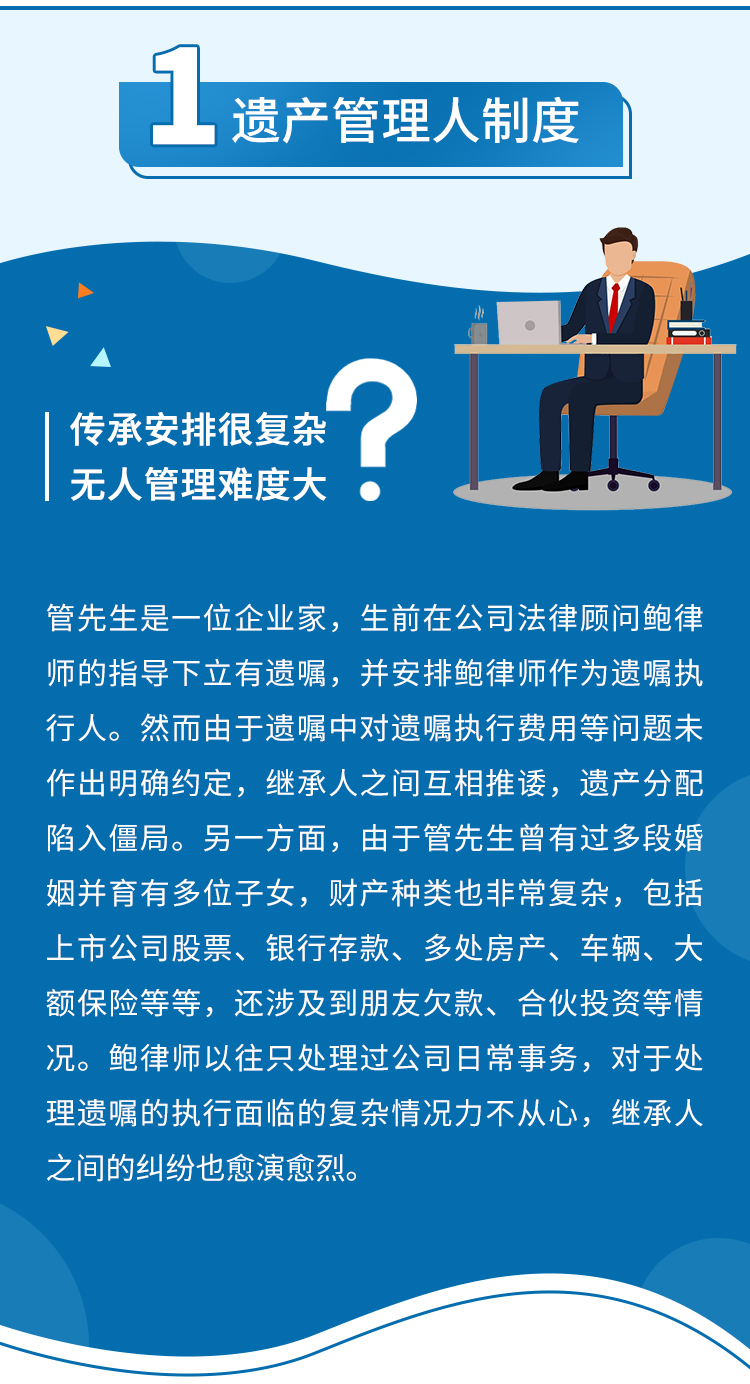 1 遗产管理人制度
传承安排很复杂
无人管理难度大
?
管先生是一位企业家，生前在公司法律顾问鲍律
师的指导下立有遗嘱，并安排鲍律师作为遗嘱执
行人。然而由于遗嘱中对遗嘱执行费用等问题未
作出明确约定，继承人之间互相推诿，遗产分配
陷入僵局。另一方面，由于管先生曾有过多段婚
姻并育有多位子女，财产种类也非常复杂，包括
上市公司股票、银行存款、多处房产、车辆、大
额保险等等，还涉及到朋友欠款、合伙投资等情
况。鲍律师以往只处理过公司日常事务，对于处
理遗嘱的执行面临的复杂情况力不从心，继承人
之间的纠纷也愈演愈烈。